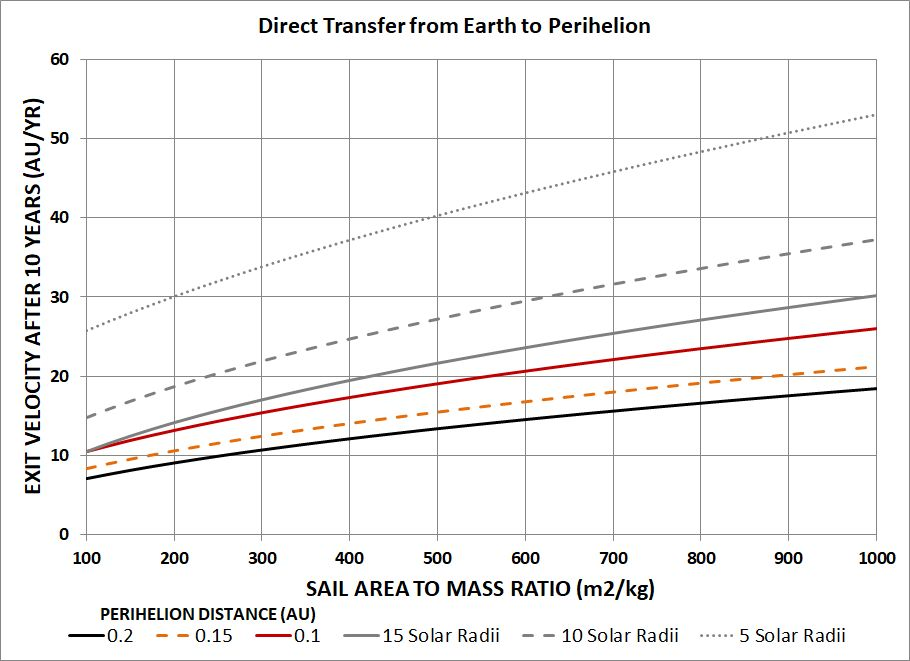 Direct Transfer from Earth to Perihelion
EXIT VELOCITY AFTER 10 YEARS (AU/YR)
60
50
40
30
20
10
0
100 200 300 400 500 600 700 800 900 1000
SAIL AREA TO MASS RATIO (m2/kg)
PERIHELION DISTANCE (AU)
0.2 0.15 0.1 15 Solar Radii 10 Solar Radii 5 Solar Radii